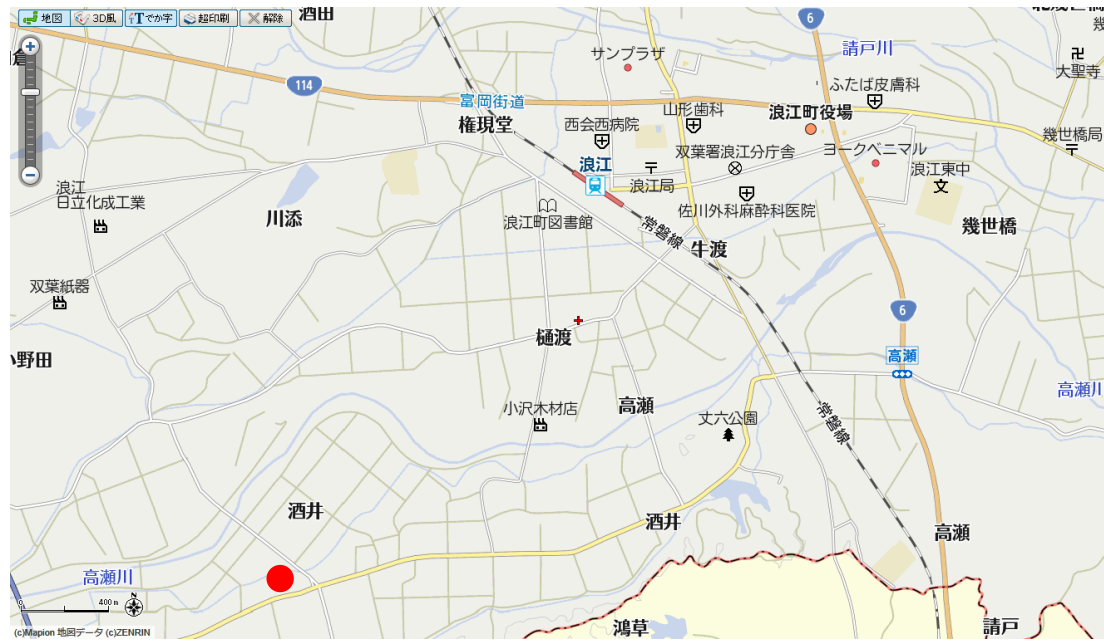 地図
3D風
でか字
超印刷
解除
酒田
請戸川
幾
大聖寺
サンプラザ
ふたば皮膚科
114
6
富岡街道
権現堂
山形歯科
浪江町役場
西会西病院
幾世橋局
双葉署浪江分庁舎
ヨークベニマル
浪江
浪江局
浪江東中
浪江
日立化成工業
川添
浪江町図書館
佐川外科麻酔科医院
常磐線
牛渡
幾世橋
双葉紙器
6
樋渡
小野田
高瀬
高瀬川
小沢木材店
高瀬
丈六公園
常磐線
酒井
酒井
高瀬
高瀬川
400m
N
鴻草
請戸
(c)Mapion 地図データ (c)ZENRIN